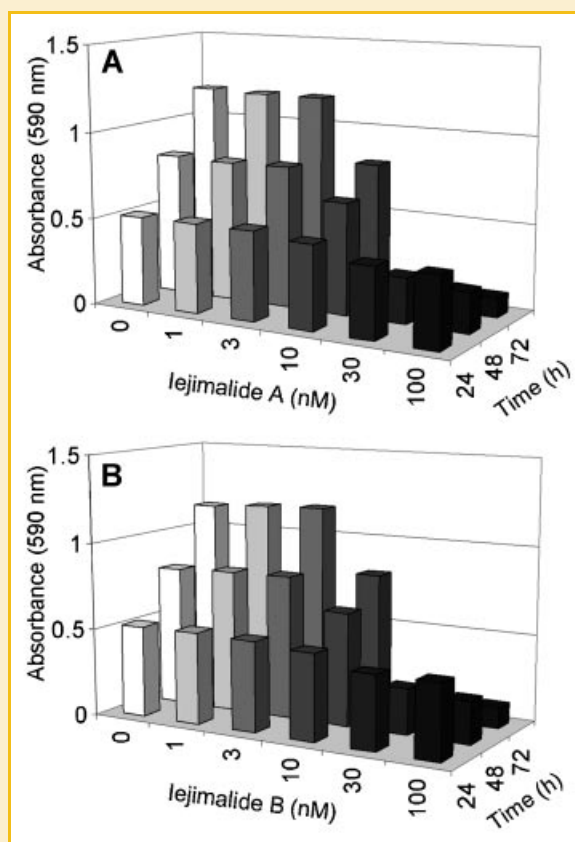 A
Absorbance (590 nm)
1.5
1
0.5
0
0 1 3 10 30 100
Iejimalide A (nM)
24 48 72
Time (h)
B
Absorbance (590 nm)
1.5
1
0.5
0
0 1 3 10 30 100
Iejimalide B (nM)
24 48 72
Time (h)